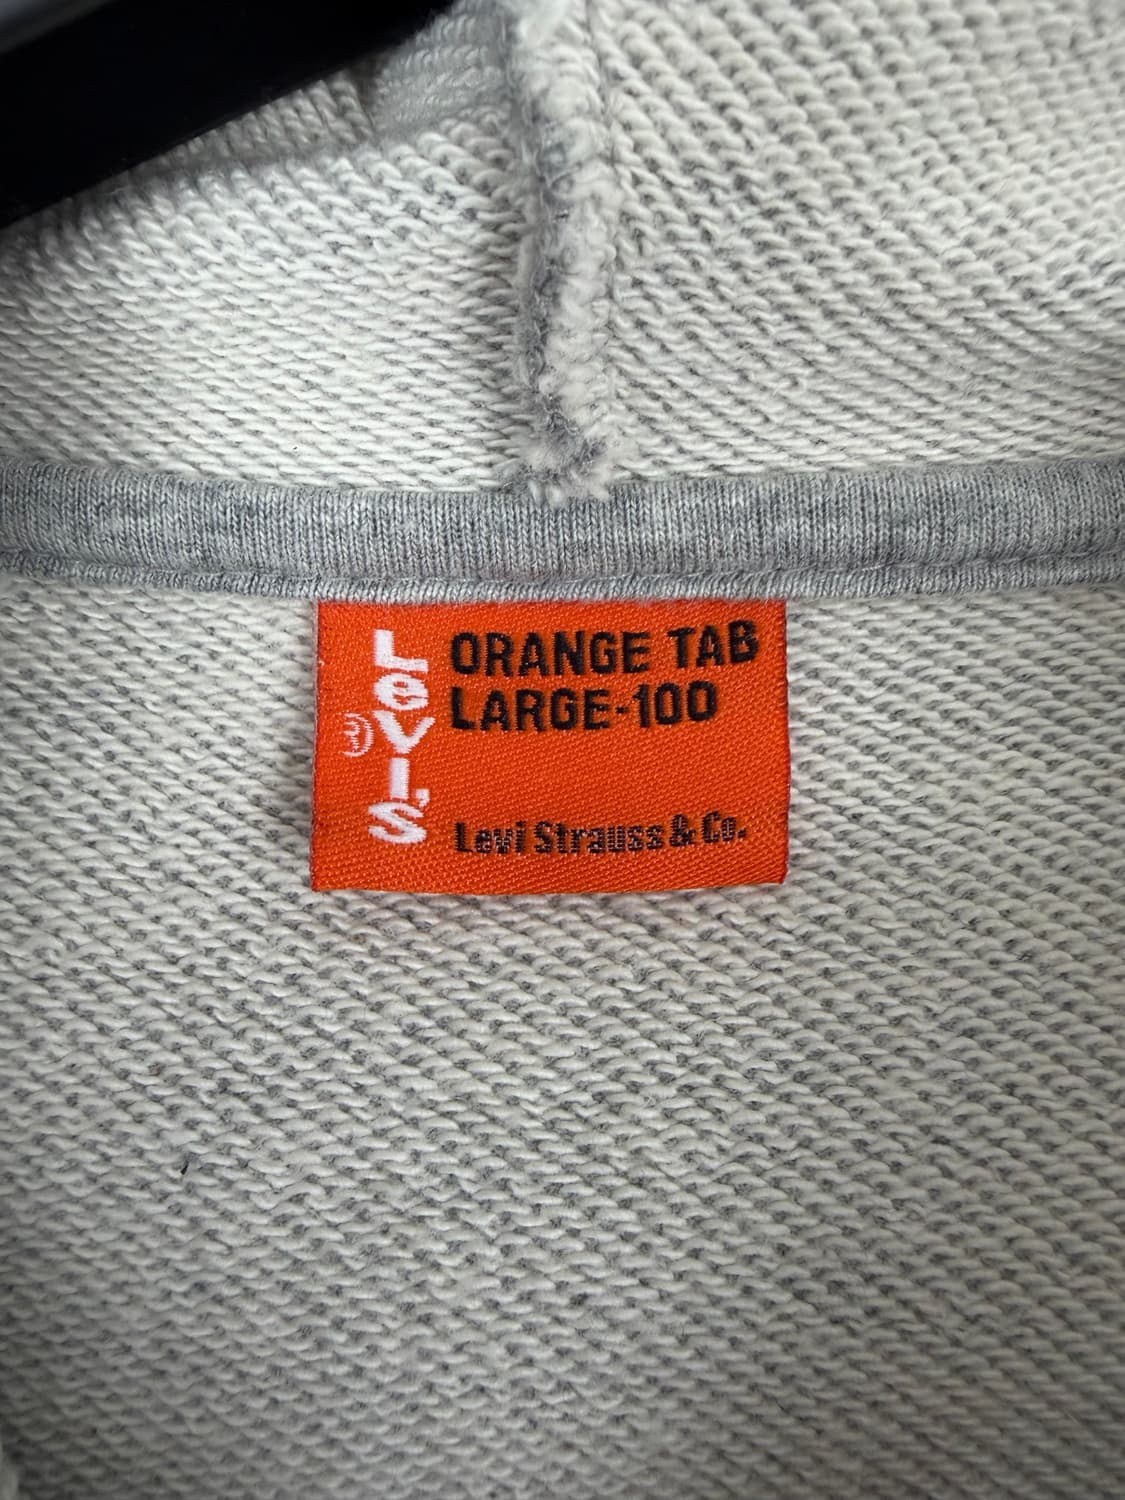 LeVI'S
ORANGE TAB
LARGE-100
Levi Strauss & Co.